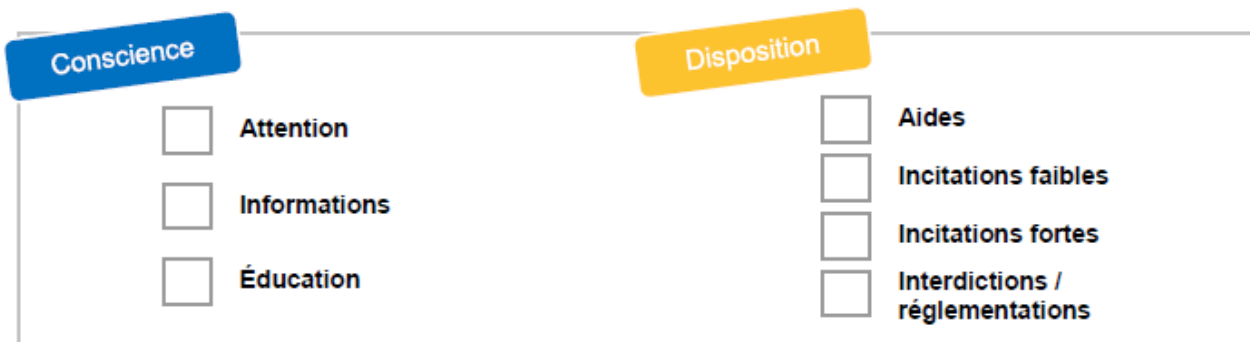 Conscience
Attention
Informations
Éducation
Disposition
Aides
Incitations faibles
Incitations fortes
Interdictions /
réglementations